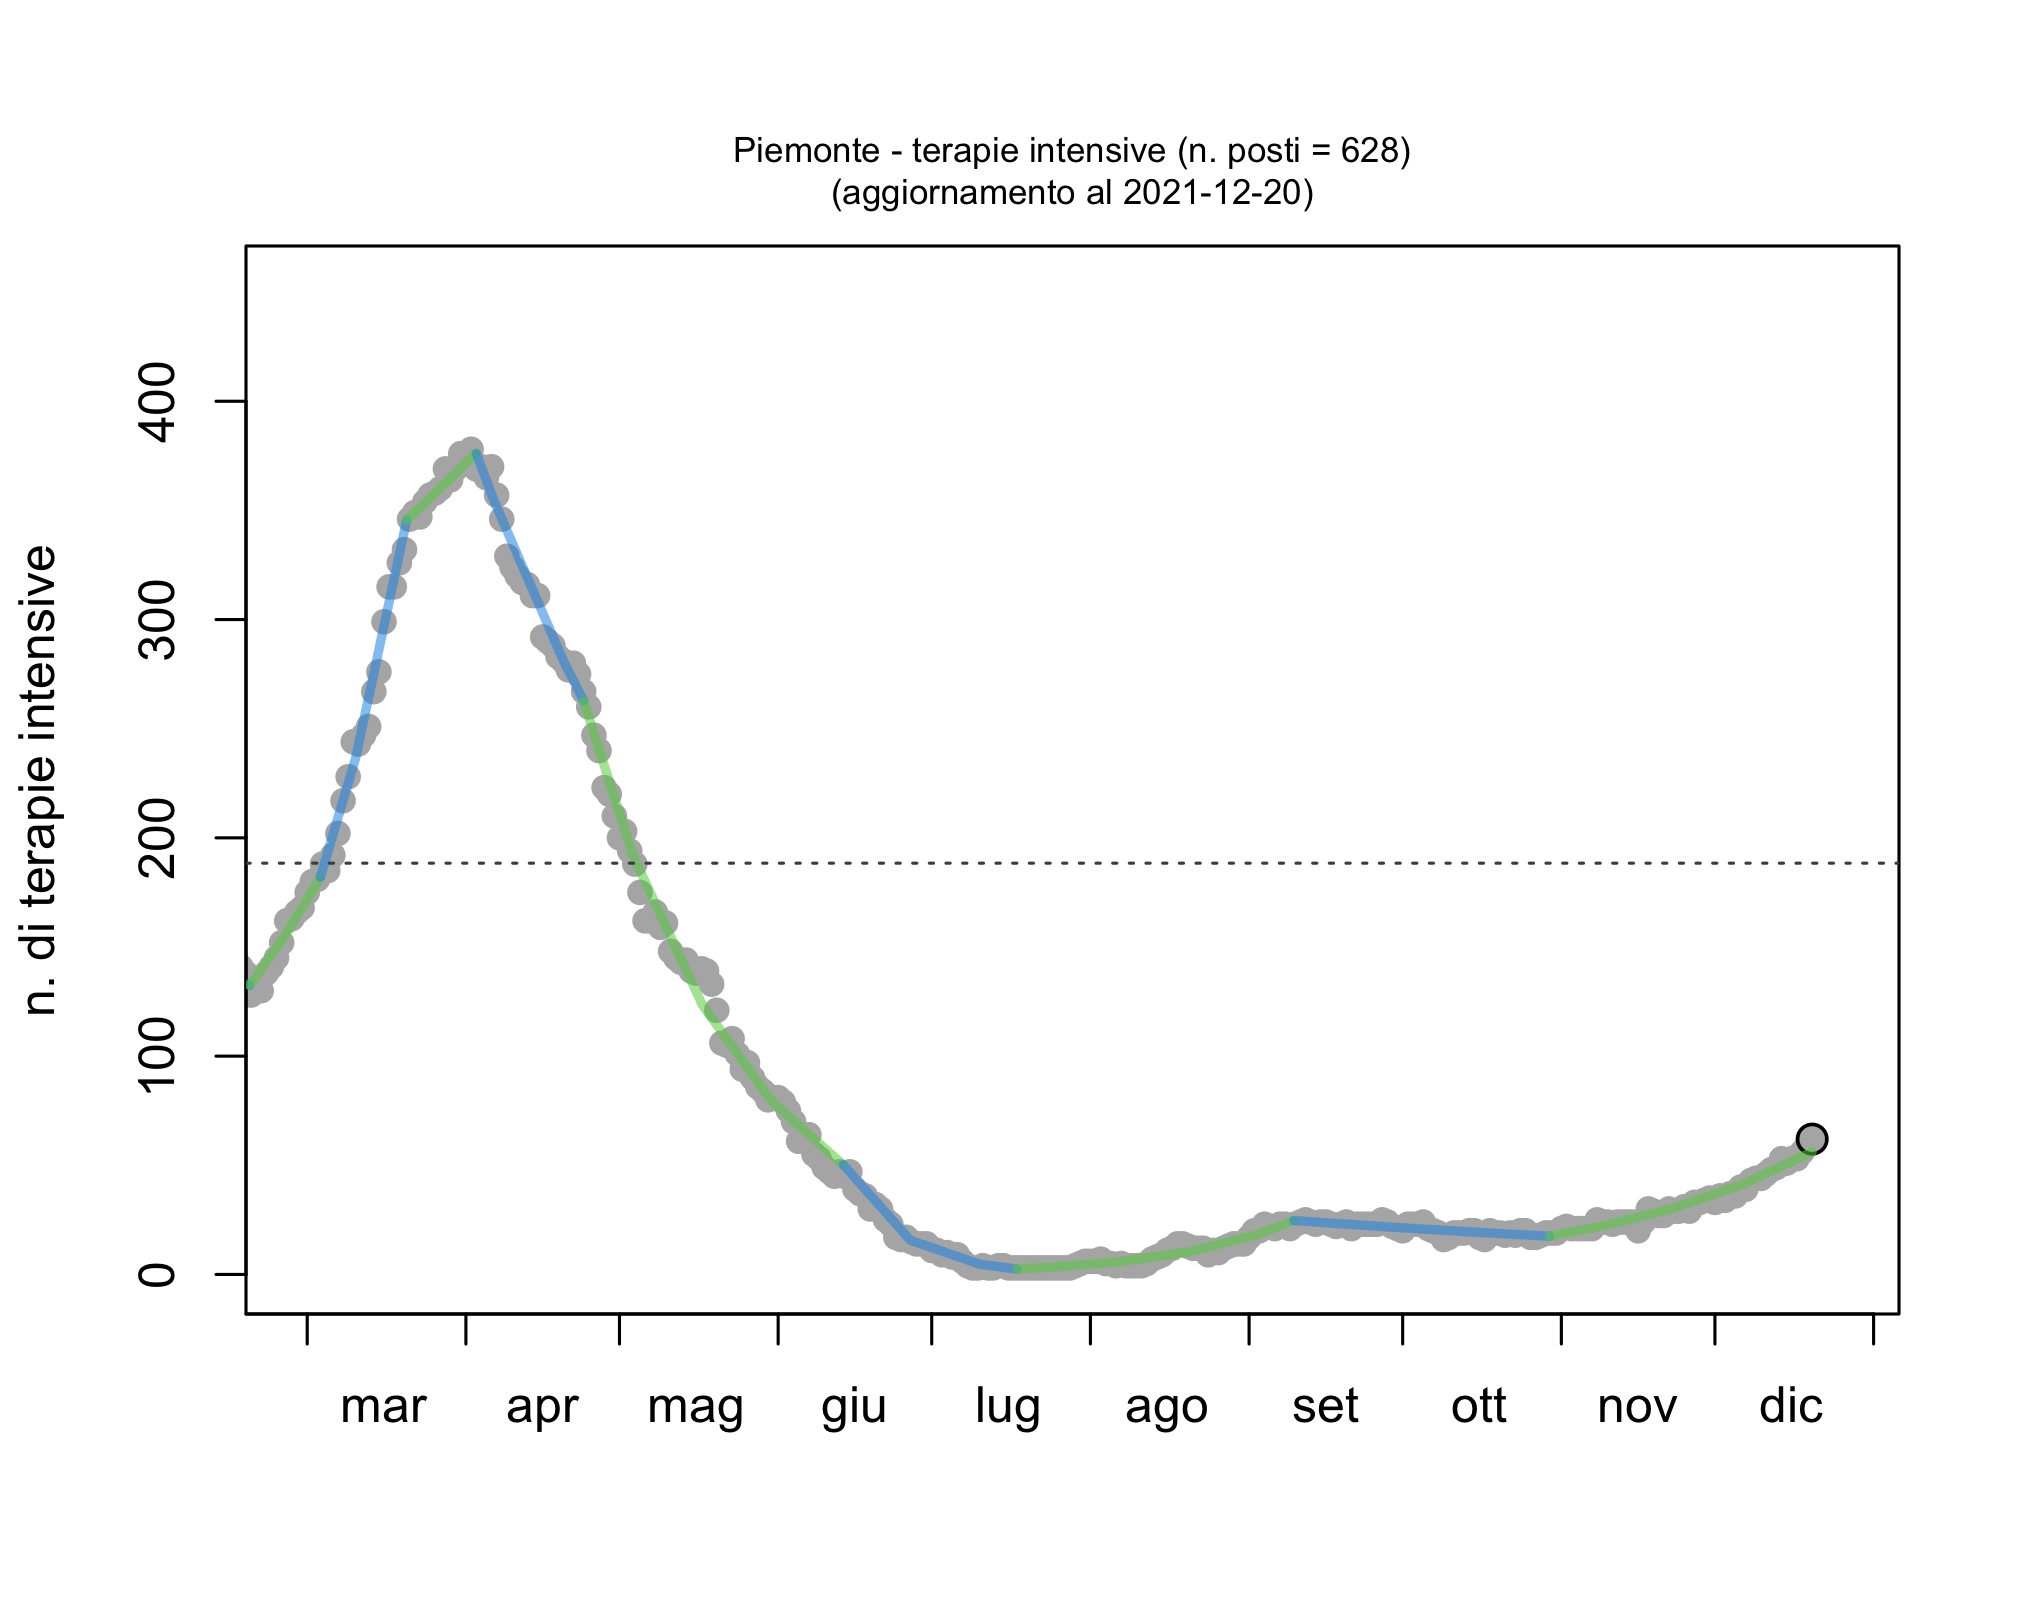 Piemonte - terapie intensive (n. posti = 628)
(aggiornamento al 2021-12-20)
n. di terapie intensive
400
300
200
100
0
mar apr mag giu lug ago set ott nov dic